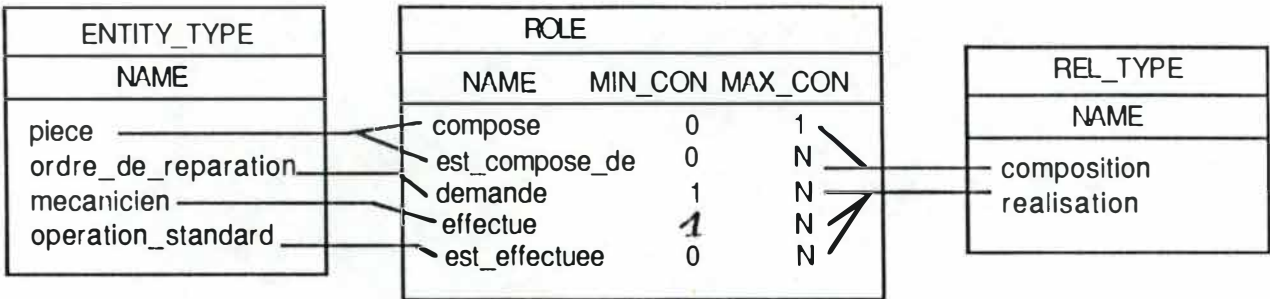 ENTITY_TYPE
NAME
piece
ordre_de_reparation
mecanicien
operation_standard
ROLE
NAME MIN_CON MAX_CON
compose 0 1
est_compose_de 0 N
demande 1 N
effectue 1 N
est_effectuee 0 N
REL_TYPE
NAME
composition
realisation